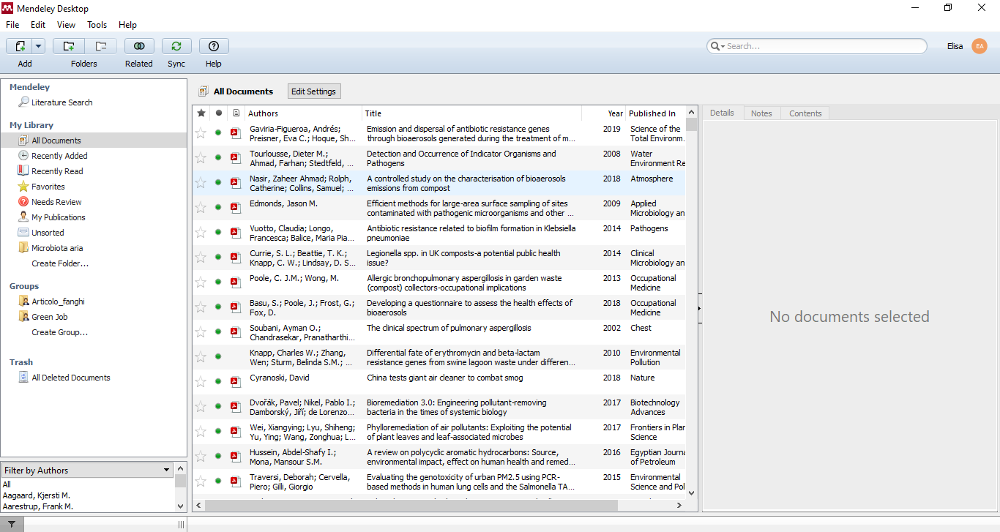 Mendeley Desktop
File Edit View Tools Help
Add Folders Related Sync Help
Search...
Elisa EA
Mendeley
Literature Search
My Library
All Documents
Recently Added
Recently Read
Favorites
Needs Review
My Publications
Unsorted
Microbiota aria
Create Folder...
Groups
Articolo_fanghi
Green Job
Create Group...
Trash
All Deleted Documents
Filter by Authors
All
Aagaard, Kjersti M.
Aarestrup, Frank M.
All Documents Edit Settings
Authors Title Year Published In
Gaviria-Figueroa, Andrés; Emission and dispersal of antibiotic resistance genes 2019 Science of the
Preisner, Eva C.; Hoque, Sh... through bioaerosols generated during the treatment of m... Total Environm
Tourlousse, Dieter M.; Detection and Occurrence of Indicator Organisms and 2008 Water
Ahmad, Farhan; Stedtfeld, ... Pathogens Environment Re
Nasir, Zaheer Ahmad; Rolph, A controlled study on the characterisation of bioaerosols 2018 Atmosphere
Catherine; Collins, Samuel; ... emissions from compost
Edmonds, Jason M. Efficient methods for large-area surface sampling of sites 2009 Applied
contaminated with pathogenic microorganisms and other ... Microbiology an
Vuotto, Claudia; Longo, Antibiotic resistance related to biofilm formation in Klebsiella 2014 Pathogens
Francesca; Balice, Maria Pia... pneumoniae
Currie, S. L.; Beattie, T. K.; Legionella spp. in UK composts-a potential public health 2014 Clinical
Knapp, C. W.; Lindsay, D. S... issue? Microbiology an
Poole, C. J.M.; Wong, M. Allergic bronchopulmonary aspergillosis in garden waste 2013 Occupational
(compost) collectors-occupational implications Medicine
Basu, S.; Poole, J.; Frost, G.; Developing a questionnaire to assess the health effects of 2018 Occupational
Fox, D. bioaerosols Medicine
Soubani, Ayman O.; The clinical spectrum of pulmonary aspergillosis 2002 Chest
Chandrasekar, Pranatharthi...
Knapp, Charles W.; Zhang, Differential fate of erythromycin and beta-lactam 2010 Environmental
Wen; Sturm, Belinda S.M.; ... resistance genes from swine lagoon waste under differen... Pollution
Cyranoski, David China tests giant air cleaner to combat smog 2018 Nature
Dvořák, Pavel; Nikel, Pablo I.; Bioremediation 3.0: Engineering pollutant-removing 2017 Biotechnology
Damborský, Jiří; de Lorenzo... bacteria in the times of systemic biology Advances
Wei, Xiangying; Lyu, Shiheng; Phylloremediation of air pollutants: Exploiting the potential 2017 Frontiers in Plan
Yu, Ying; Wang, Zonghua; L... of plant leaves and leaf-associated microbes Science
Hussein, Abdel-Shafy I.; A review on polycyclic aromatic hydrocarbons: Source, 2016 Egyptian Journa
Mona, Mansour S.M. environmental impact, effect on human health and remed... of Petroleum
Traversi, Deborah; Cervella, Evaluating the genotoxicity of urban PM2.5 using PCR- 2015 Environmental
Piero; Gilli, Giorgio based methods in human lung cells and the Salmonella TA... Science and Pol
Details Notes Contents
No documents selected